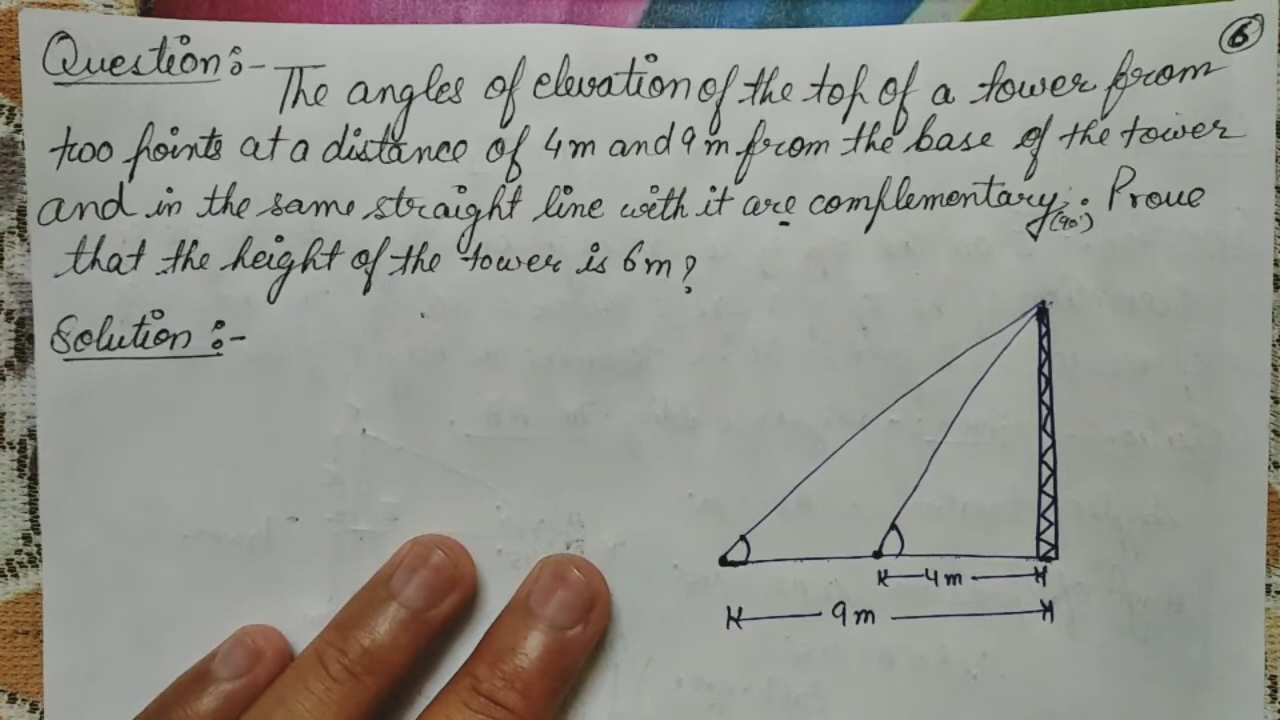 6
Question:- The angles of elevation of the top of a tower from
two points at a distance of 4m and 9m from the base of the tower
and in the same straight line with it are complementary. Prove
(90°)
that the height of the tower is 6m?
Solution:-
4m
9m